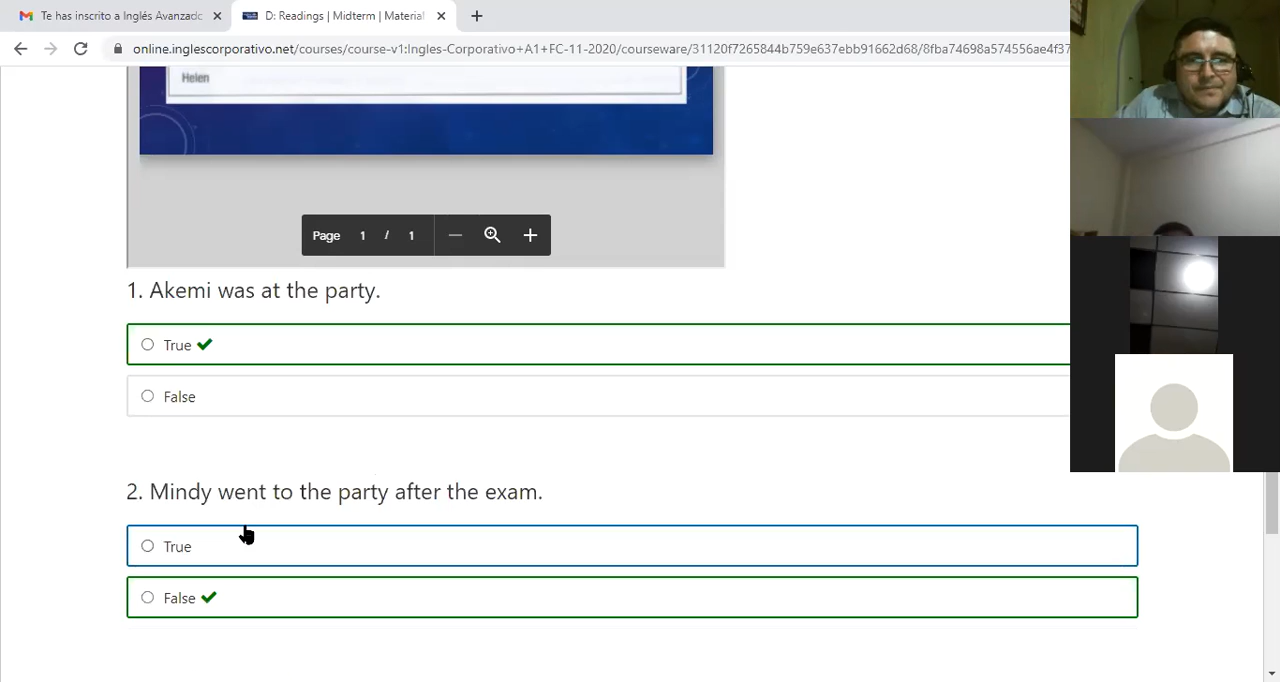 Te has inscrito a Inglés Avanzado
D: Readings | Midterm | Material
online.inglescorporativo.net/courses/course-v1:Ingles-Corporativo+A1+FC-11-2020/courseware/31120f7265844b759e637ebb91662d68/8fba74698a574556ae4f37
Helen
Page 1 / 1
1. Akemi was at the party.
True
False
2. Mindy went to the party after the exam.
True
False